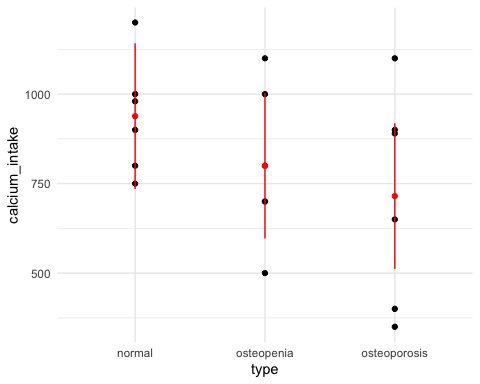 1000
750
500
calcium_intake
normal
osteopenia
osteoporosis
type